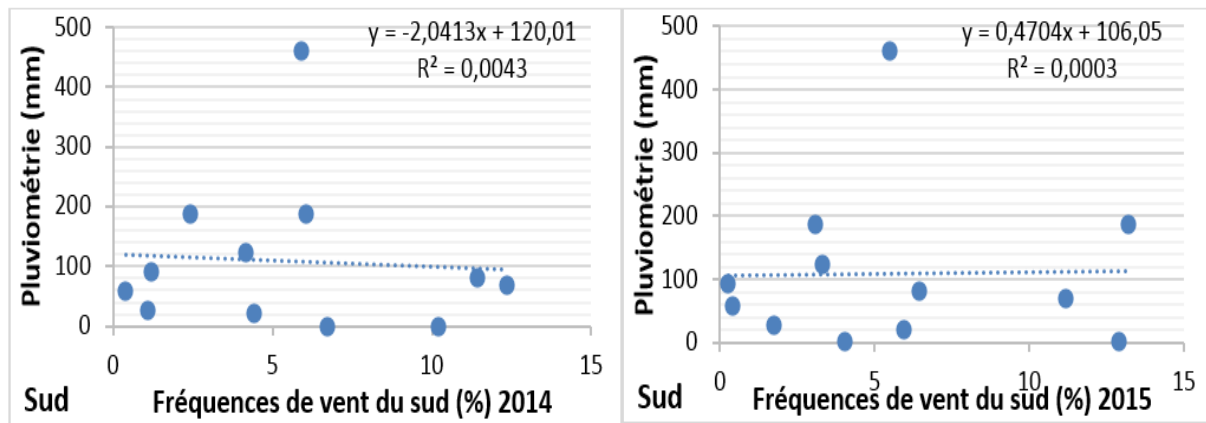 y = -2,0413x + 120,01
R² = 0,0043
Pluviométrie (mm)
500
400
300
200
100
0
0 5 10 15
Sud Fréquences de vent du sud (%) 2014
y = 0,4704x + 106,05
R² = 0,0003
Pluviométrie (mm)
500
400
300
200
100
0
0 5 10 15
Sud Fréquences de vent du sud (%) 2015